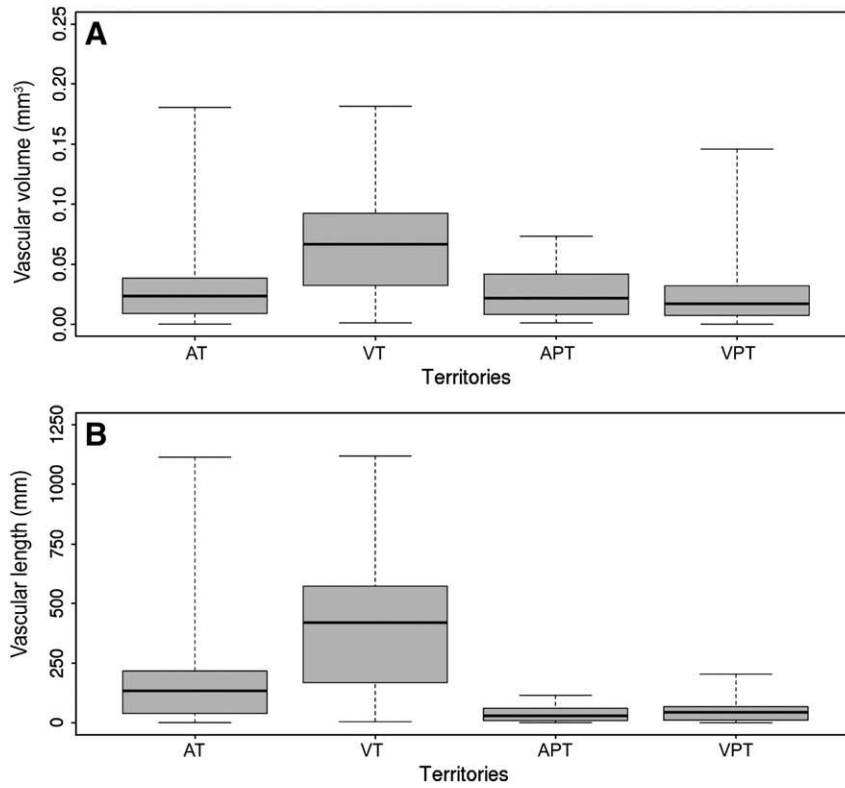 A
Vascular volume (mm³)
0.25
0.20
0.15
0.10
0.05
0.00
AT VT APT VPT
Territories
B
Vascular length (mm)
1250
1000
750
500
250
0
AT VT APT VPT
Territories